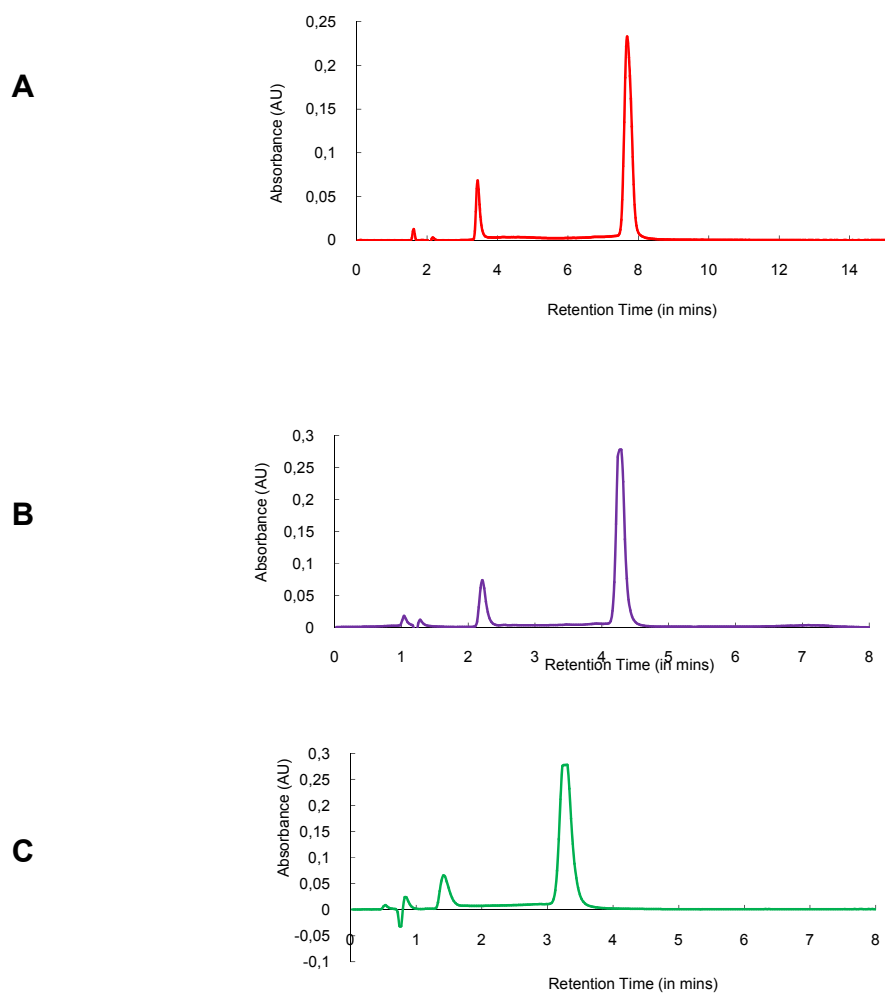 A
Absorbance (AU)
0,25
0,2
0,15
0,1
0,05
0
0 2 4 6 8 10 12 14
Retention Time (in mins)
B
Absorbance (AU)
0,3
0,25
0,2
0,15
0,1
0,05
0
0 1 2 3 4 5 6 7 8
Retention Time (in mins)
C
Absorbance (AU)
0,3
0,25
0,2
0,15
0,1
0,05
0
-0,05
-0,1
0 1 2 3 4 5 6 7 8
Retention Time (in mins)